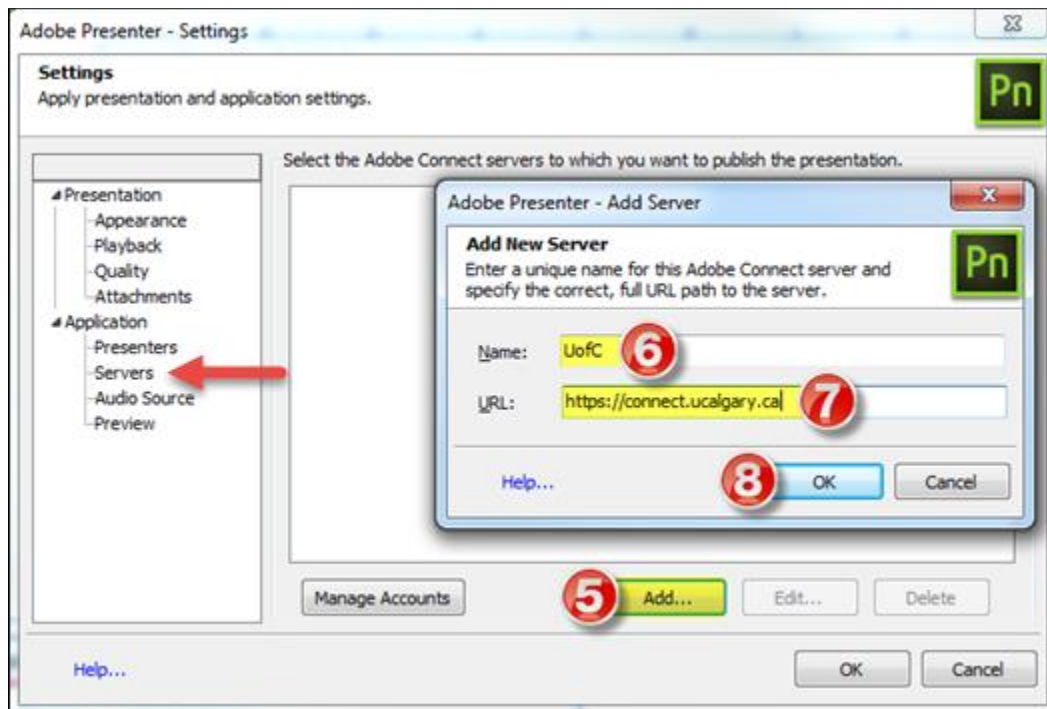 Adobe Presenter - Settings
Settings
Apply presentation and application settings.
Pn
Select the Adobe Connect servers to which you want to publish the presentation.
Presentation
Appearance
Playback
Quality
Attachments
Application
Presenters
Servers
Audio Source
Preview
Adobe Presenter - Add Server
Add New Server
Enter a unique name for this Adobe Connect server and
specify the correct, full URL path to the server.
Pn
Name: UofC 6
URL: https://connect.ucalgary.ca 7
Help... 8 OK Cancel
Manage Accounts 5 Add... Edit... Delete
Help... OK Cancel